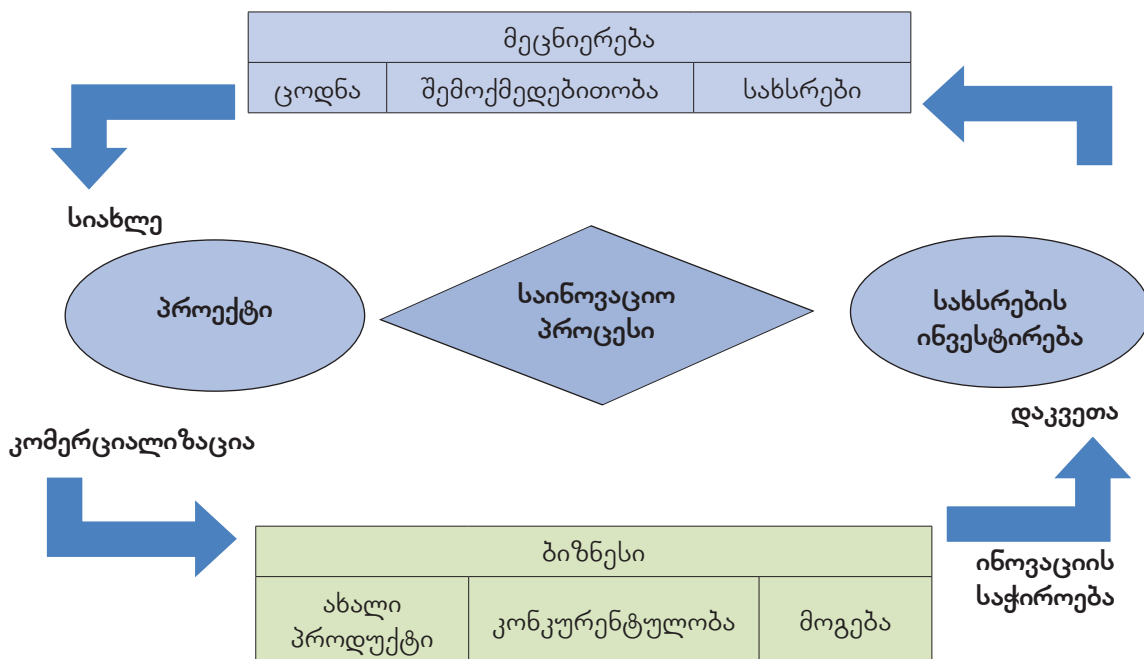 მეცნიერება
ცოდნა შემოქმედებითობა სახსრები
სიახლე
პროექტი
საინოვაციო
პროცესი
სახსრების
ინვესტირება
დაკვეთა
კომერციალიზაცია
ბიზნესი
ახალი
პროდუქტი
კონკურენტულობა
მოგება
ინოვაციის
საჭიროება